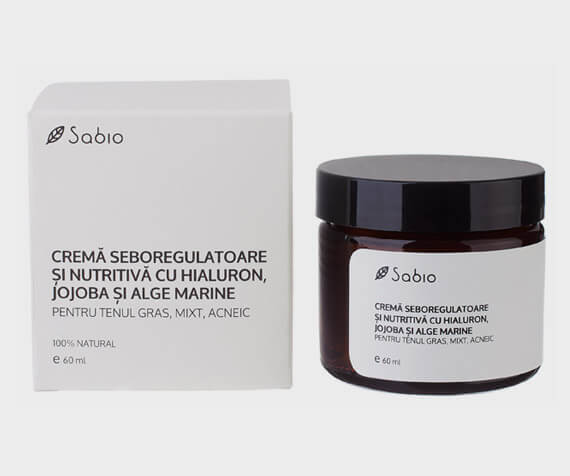 Sabio
CREMĂ SEBOREGULATOARE
ȘI NUTRITIVĂ CU HIALURON,
JOJOBA ȘI ALGE MARINE
PENTRU TENUL GRAS, MIXT, ACNEIC
100% NATURAL
℮ 60 ml
Sabio
CREMĂ SEBOREGULATOARE
ȘI NUTRITIVĂ CU HIALURON,
JOJOBA ȘI ALGE MARINE
PENTRU TENUL GRAS, MIXT, ACNEIC
℮ 60 ml